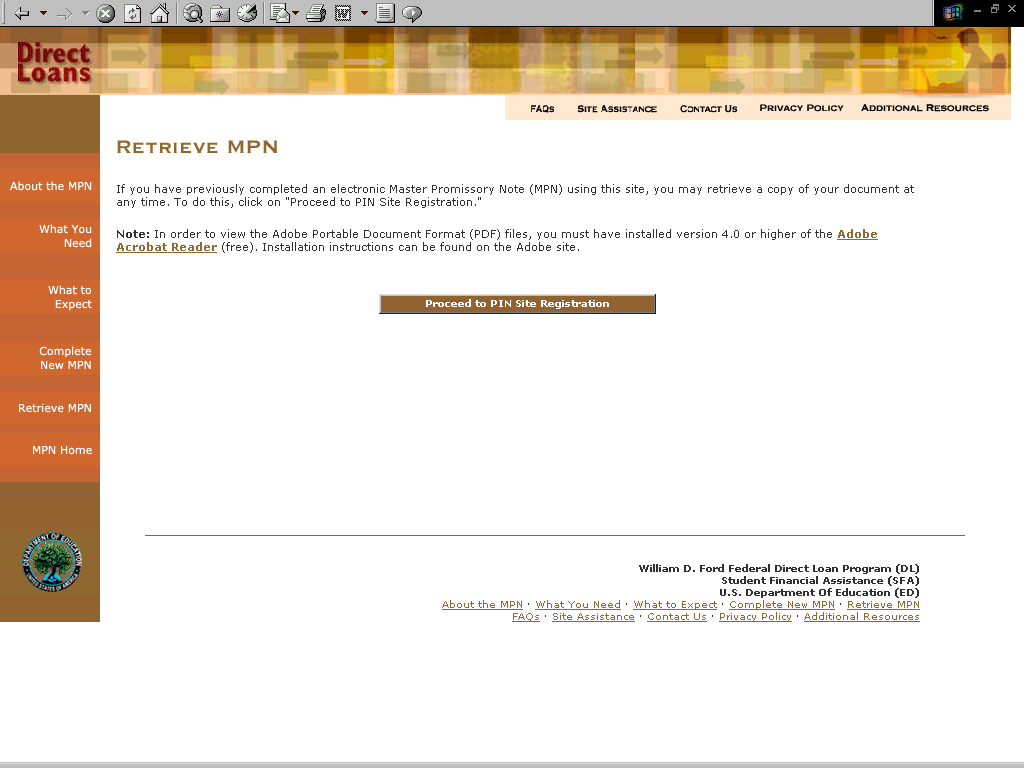 Direct
Loans
FAQs Site Assistance Contact Us Privacy Policy Additional Resources
Retrieve MPN
About the MPN
What You
Need
What to
Expect
Complete
New MPN
Retrieve MPN
MPN Home
If you have previously completed an electronic Master Promissory Note (MPN) using this site, you may retrieve a copy of your document at
any time. To do this, click on "Proceed to PIN Site Registration."
Note: In order to view the Adobe Portable Document Format (PDF) files, you must have installed version 4.0 or higher of the Adobe
Acrobat Reader (free). Installation instructions can be found on the Adobe site.
Proceed to PIN Site Registration
DEPARTMENT OF EDUCATION
UNITED STATES OF AMERICA
William D. Ford Federal Direct Loan Program (DL)
Student Financial Assistance (SFA)
U.S. Department Of Education (ED)
About the MPN · What You Need · What to Expect · Complete New MPN · Retrieve MPN
FAQs · Site Assistance · Contact Us · Privacy Policy · Additional Resources